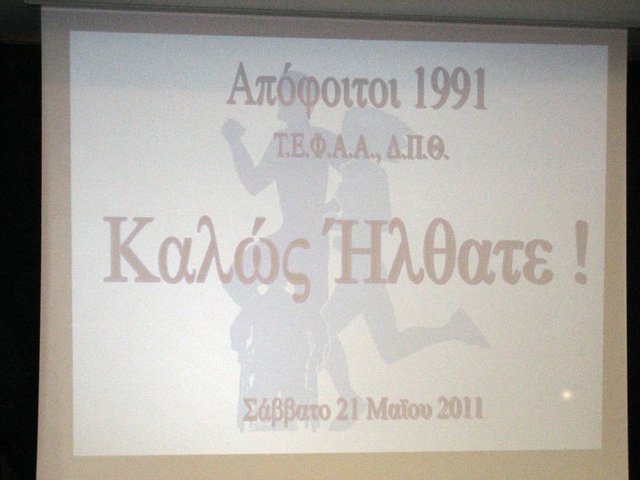 Απόφοιτοι 1991
Τ.Ε.Φ.Α.Α., Δ.Π.Θ.
Καλώς Ήλθατε !
Σάββατο 21 Μαΐου 2011